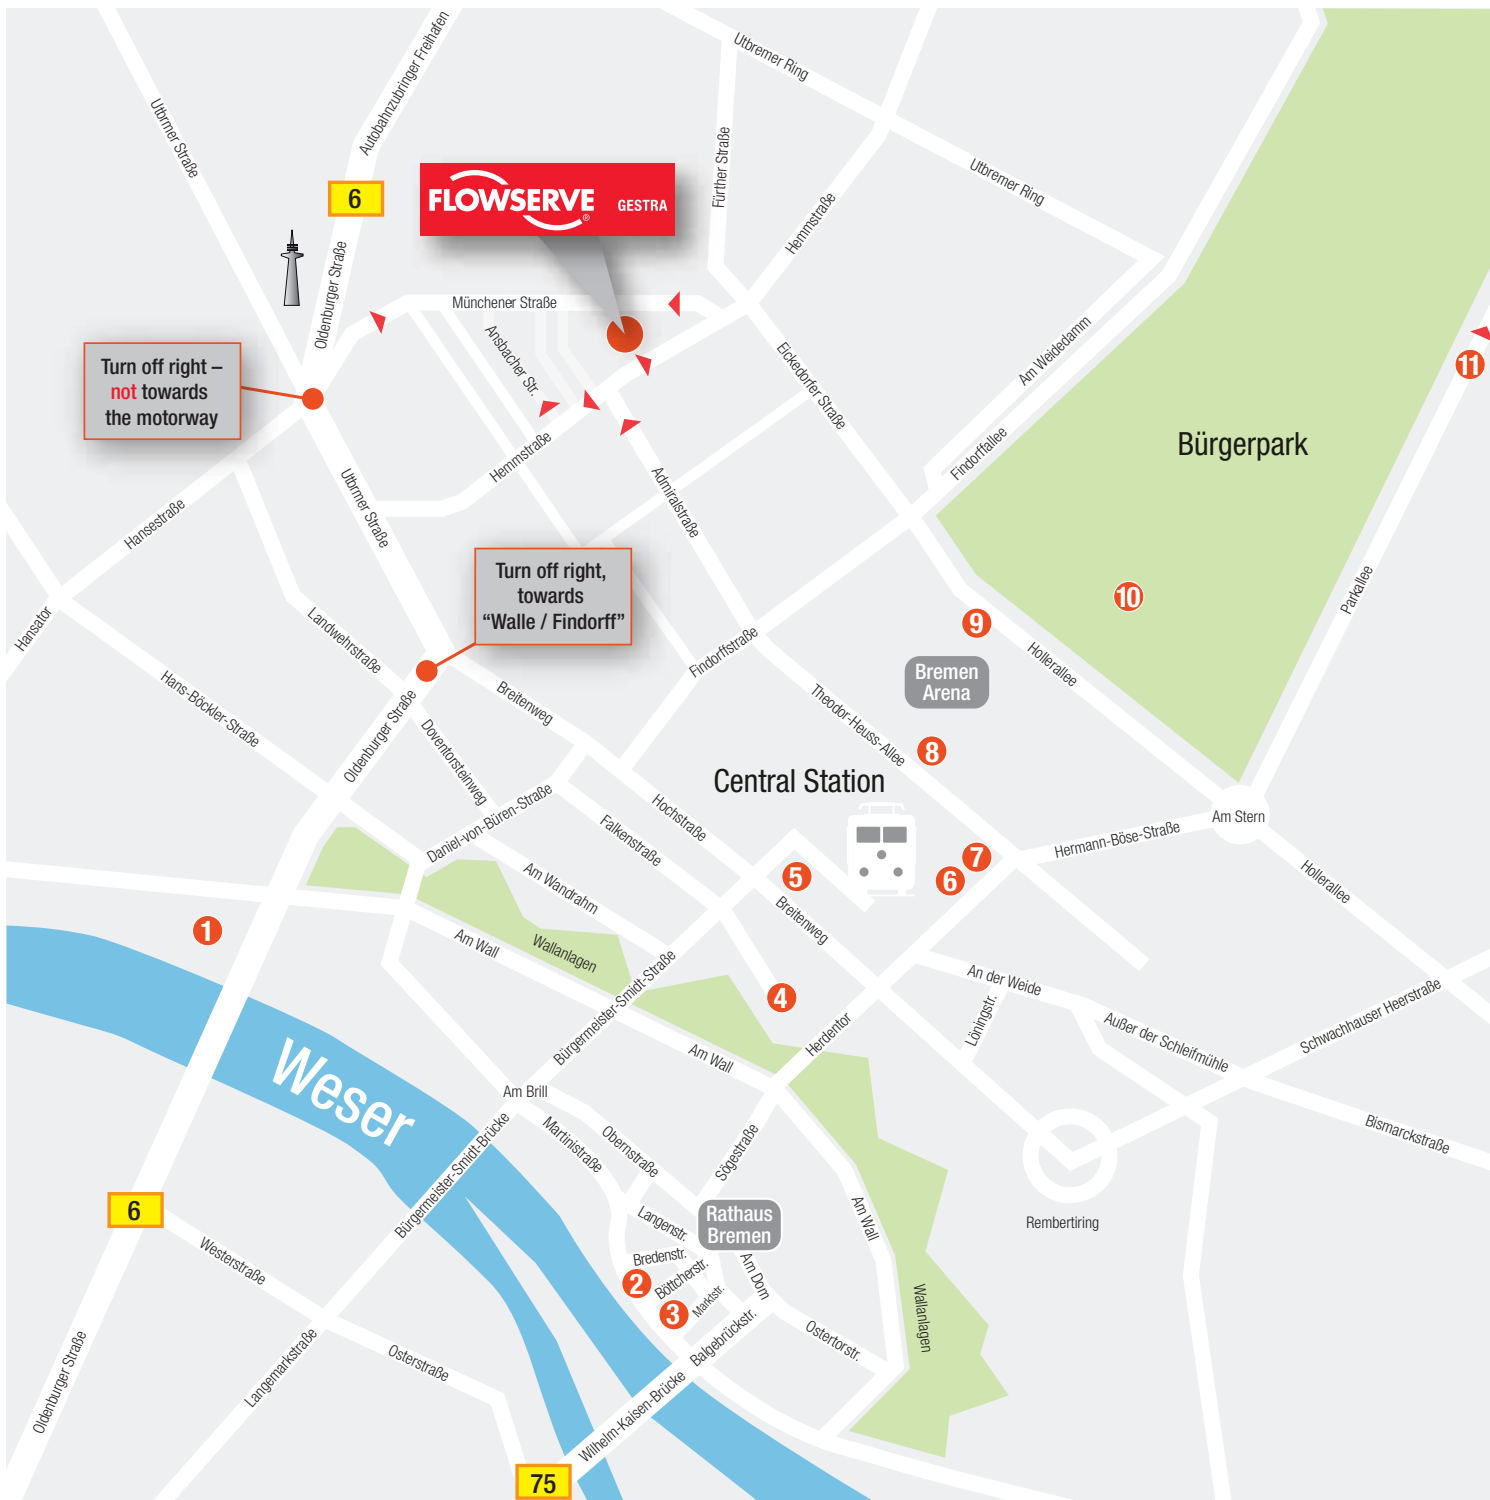 Utbremer Ring
Autobahnzubringer Freihafen
Utbrmer Straße
6
FLOWSERVE
®
GESTRA
Fürther Straße
Utbremer Ring
Hemmstraße
Oldenburger Straße
Münchener Straße
Ansbacher Str.
Eickedorfer Straße
Am Weidedamm
11
Turn off right –
not towards
the motorway
Bürgerpark
Hemmstraße
Findorffallee
Admiralstraße
Utbrmer Straße
Hansestraße
Turn off right,
towards
“Walle / Findorff”
10
Parkallee
9
Hansator
Landwehrstraße
Findorffstraße
Hollerallee
Bremen
Arena
Hans-Böckler-Straße
Breitenweg
Oldenburger Straße
Doventorsteinweg
Theodor-Heuss-Allee
8
Central Station
Daniel-von-Büren-Straße
Hochstraße
Falkenstraße
Am Stern
Hermann-Böse-Straße
7
6
5
Am Wandrahm
Breitenweg
Hollerallee
1
Am Wall
Wallanlagen
Bürgermeister-Smidt-Straße
4
An der Weide
Löningstr.
Außer der Schleifmühle
Schwachhauser Heerstraße
Herdentor
Am Wall
Weser
Am Brill
Martinistraße
Obernstraße
Sögestraße
Bismarckstraße
Bürgermeister-Smidt-Brücke
6
Rathaus
Bremen
Am Wall
Rembertiring
Westerstraße
Langenstr.
Bredenstr.
2
Böttcherstr.
Am Dom
3
Marktstr.
Wallanlagen
Balgebrückstr.
Ostertorstr.
Oldenburger Straße
Langemarkstraße
Osterstraße
Wilhelm-Kaisen-Brücke
75